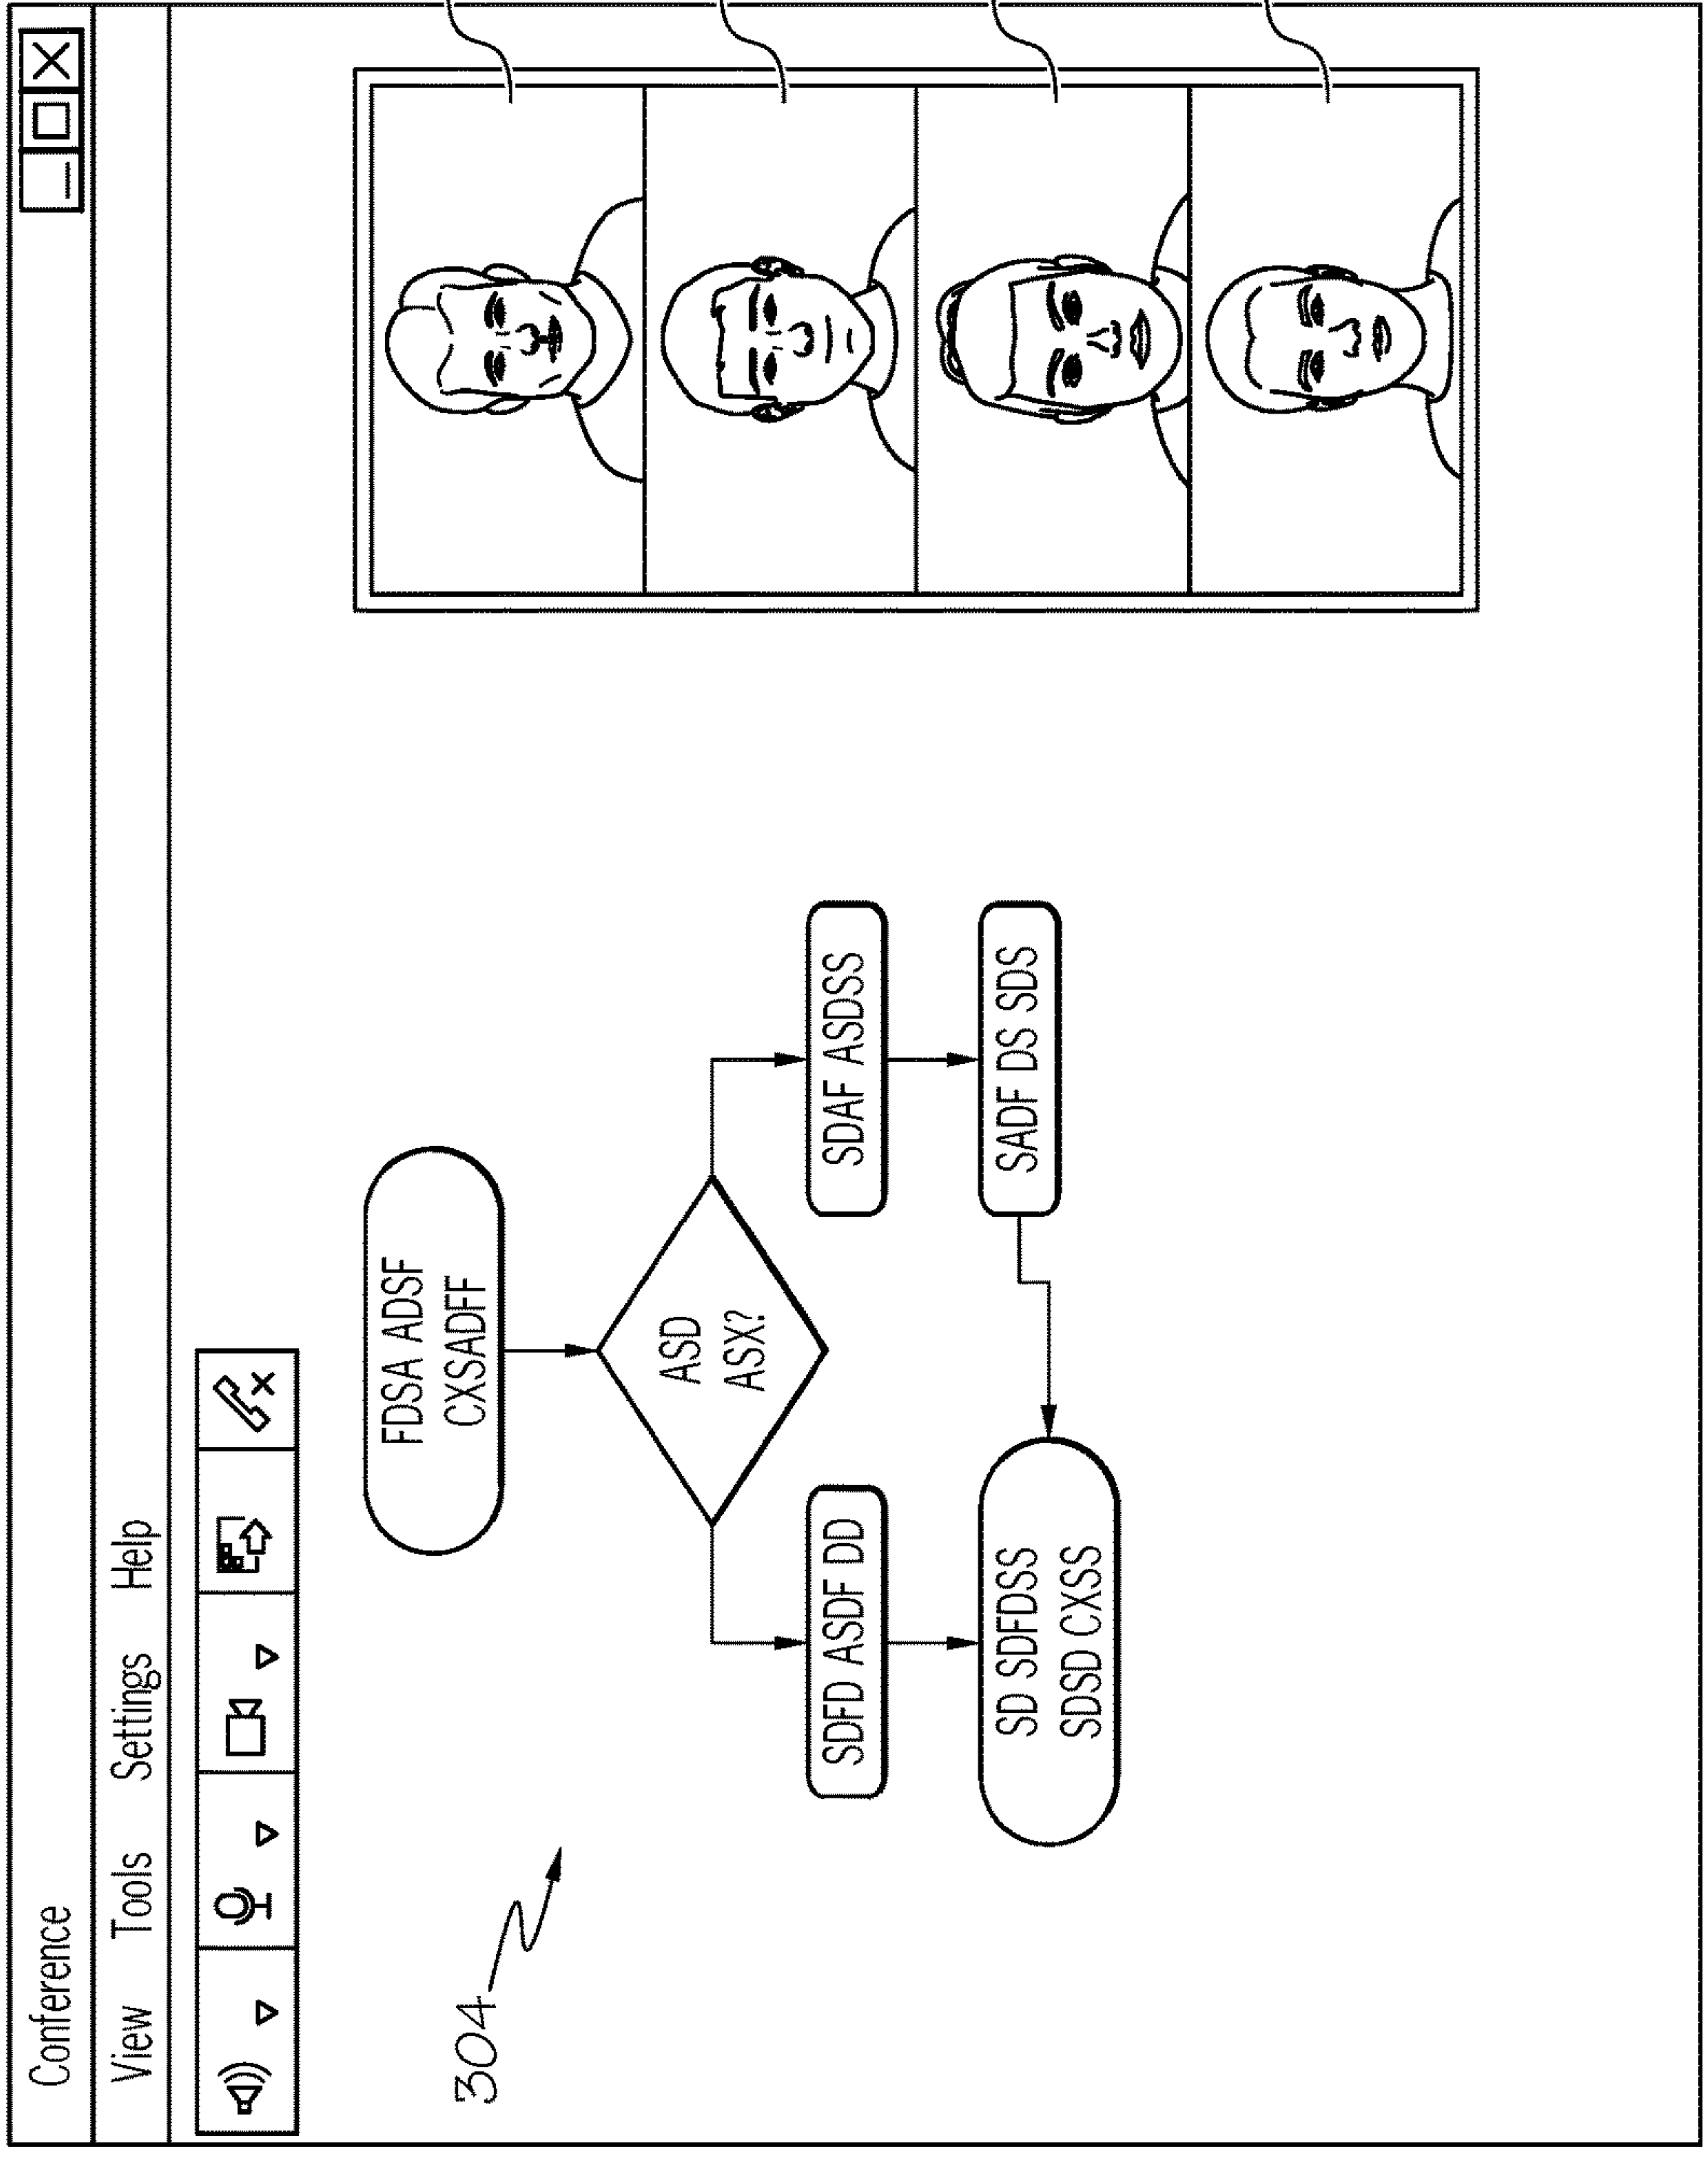 Conference
View Tools Settings Help
304
FDSA ADSF
CXSADFF
ASD
ASX?
SDFD ASDF DD
SDAF ASDSS
SD SDFDSS
SDSD CXSS
SADF DS SDS